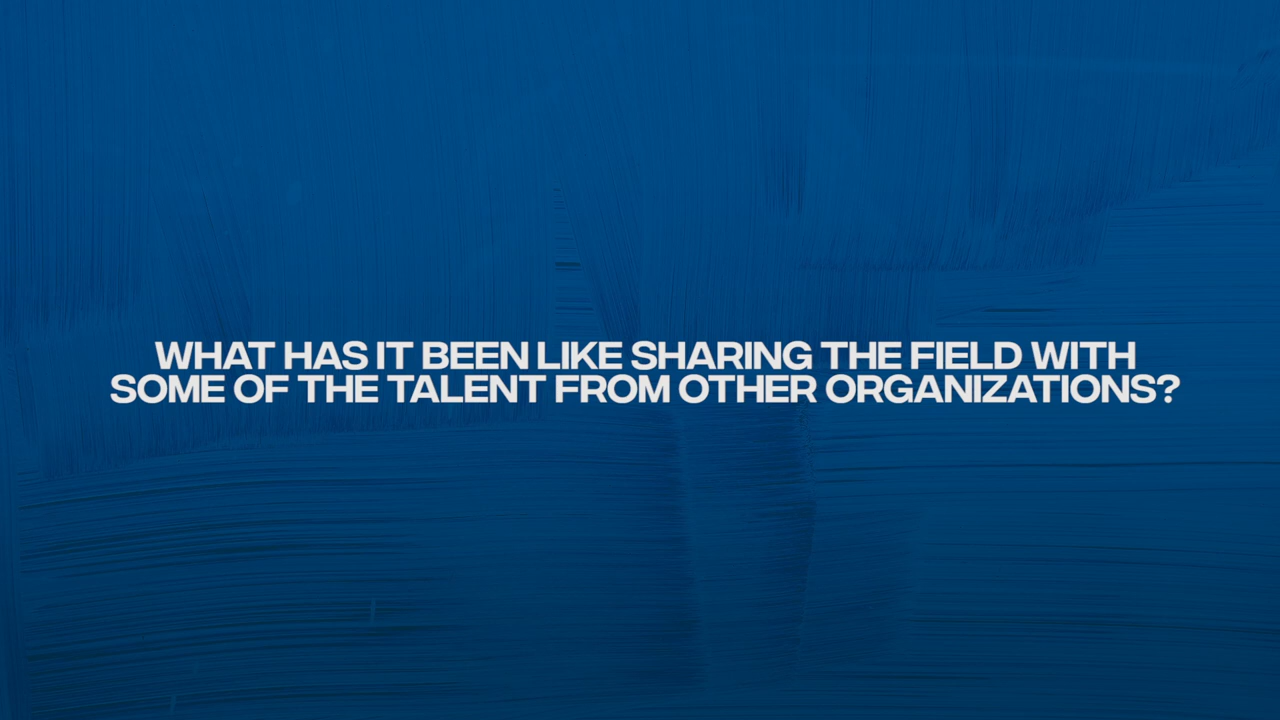 WHAT HAS IT BEEN LIKE SHARING THE FIELD WITH
SOME OF THE TALENT FROM OTHER ORGANIZATIONS?